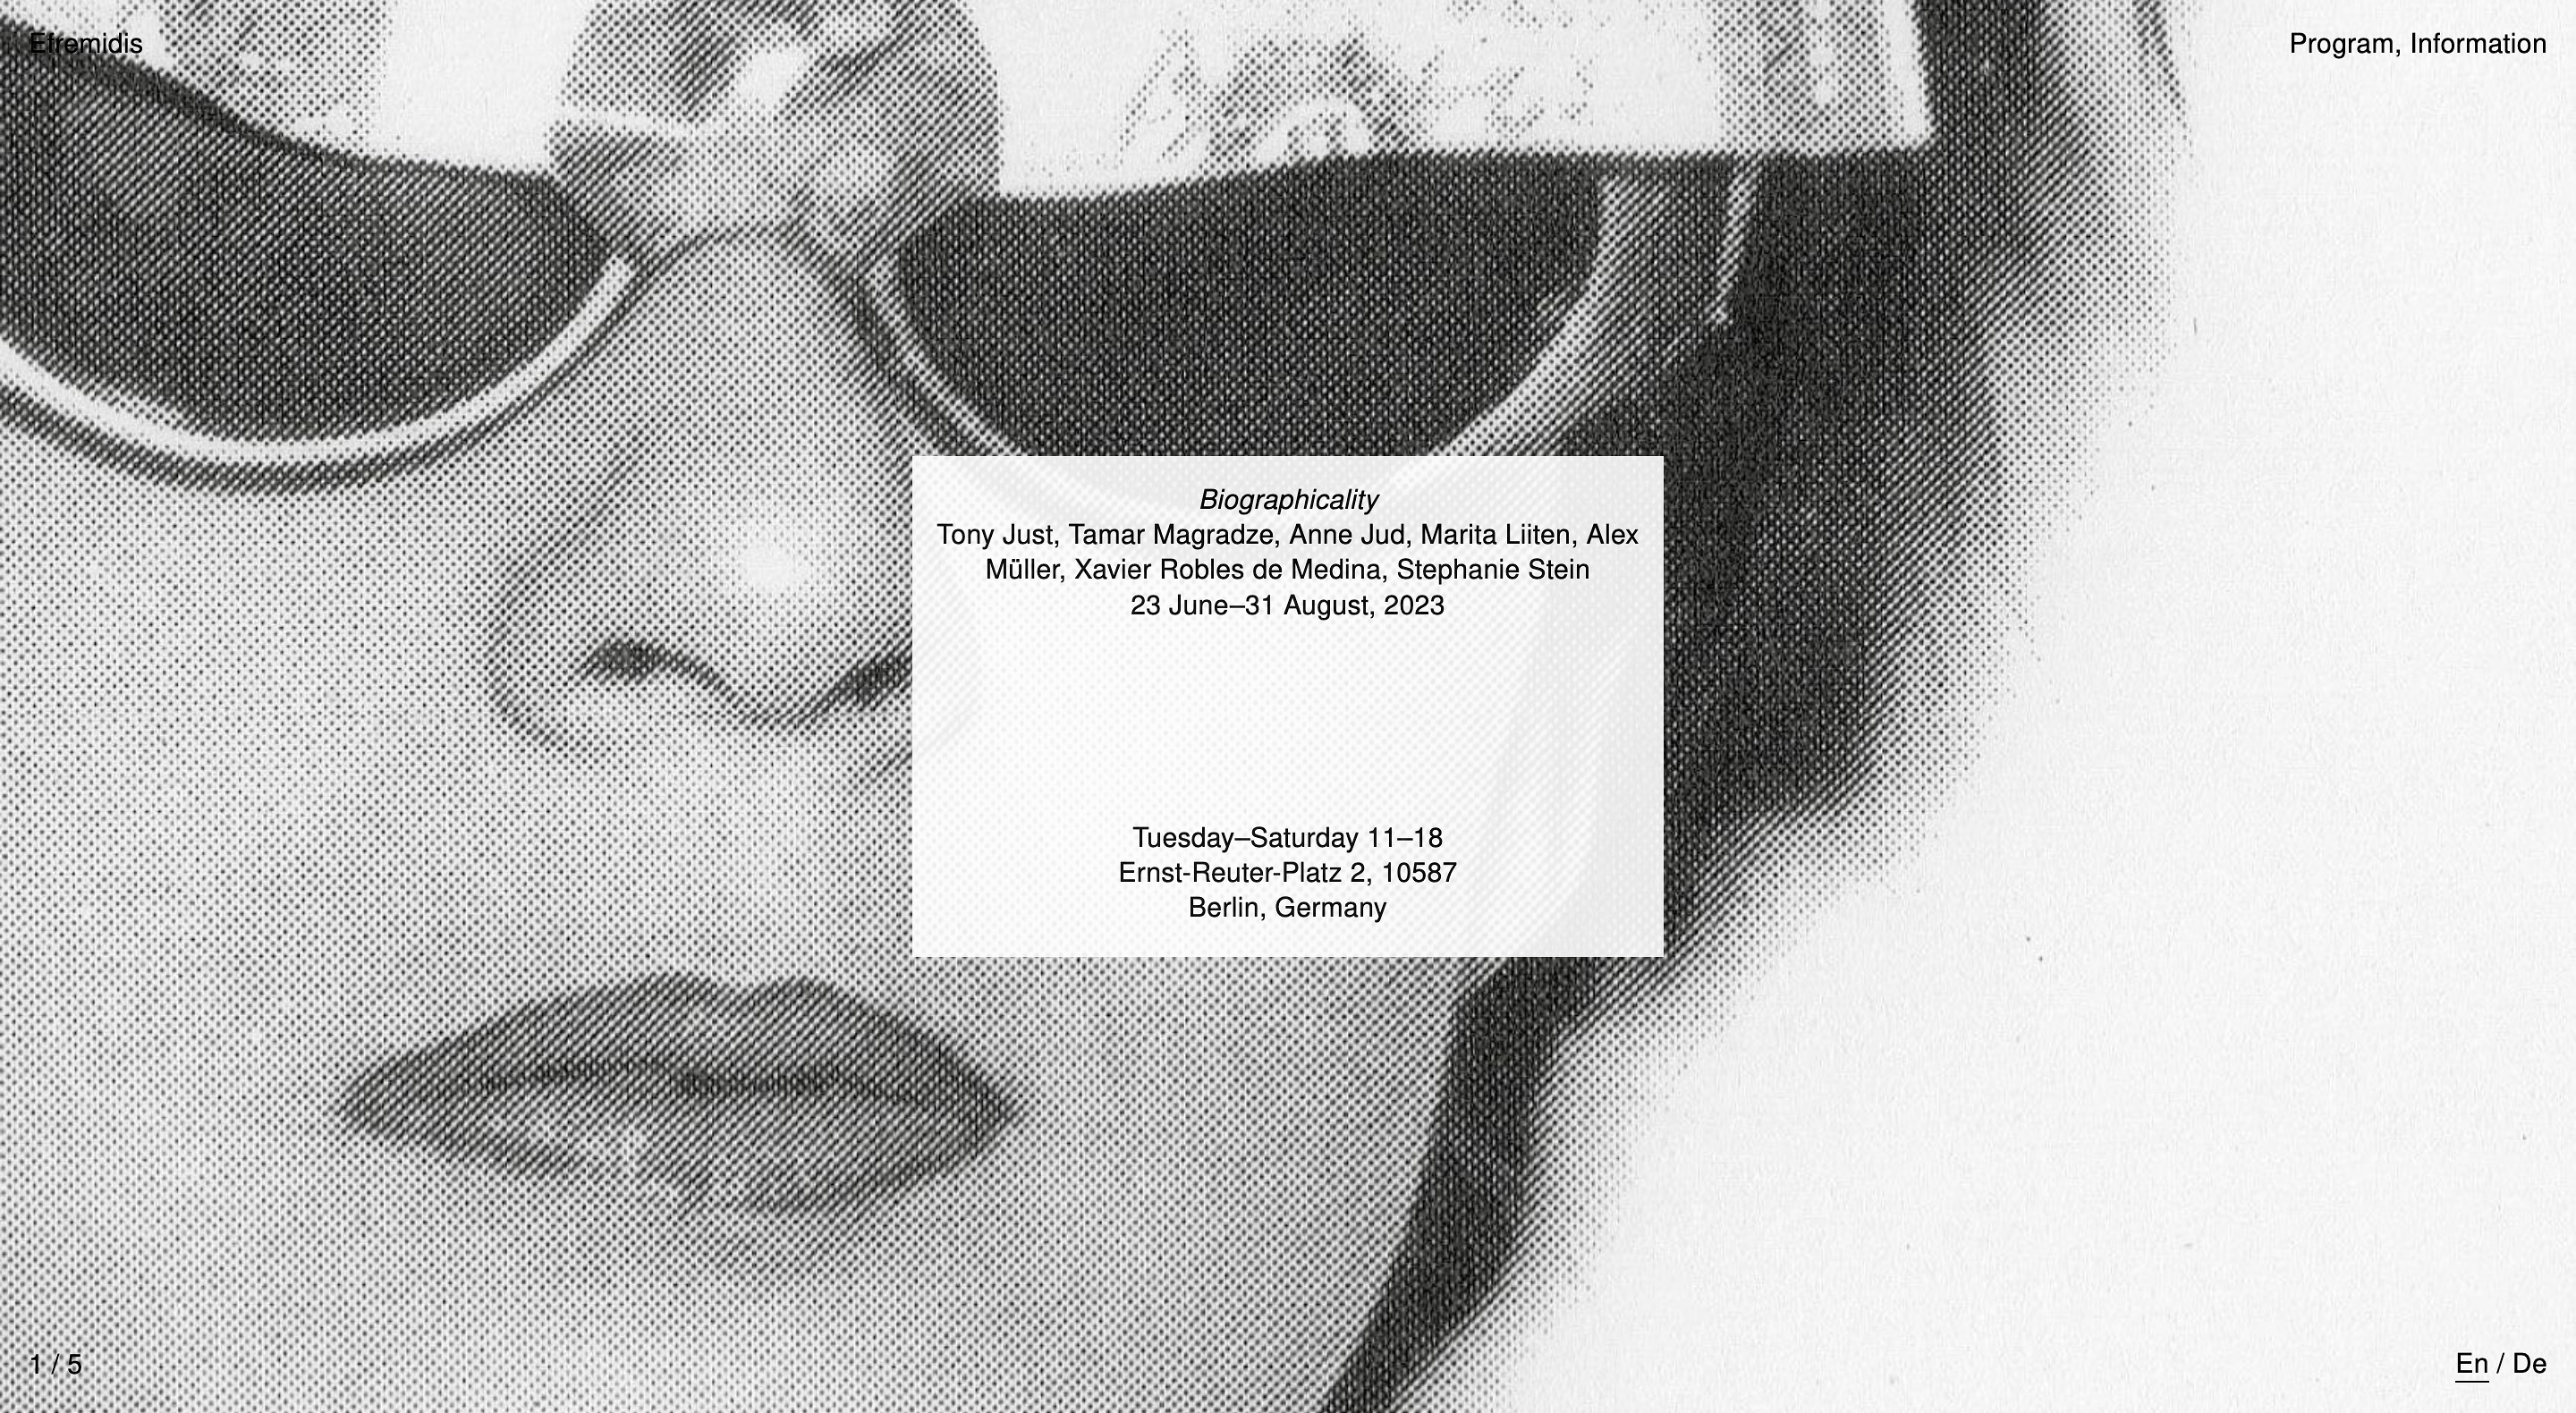 Efremidis
Program, Information
Biographicality
Tony Just, Tamar Magradze, Anne Jud, Marita Liiten, Alex
Müller, Xavier Robles de Medina, Stephanie Stein
23 June–31 August, 2023
Tuesday–Saturday 11–18
Ernst-Reuter-Platz 2, 10587
Berlin, Germany
1 / 5
En / De